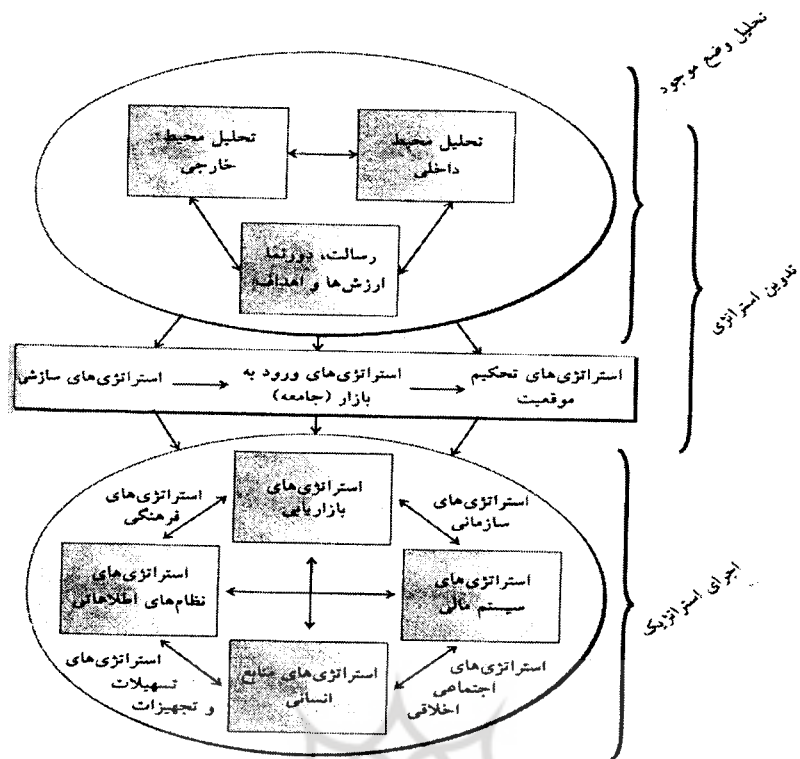 تحلیل وضع موجود
تحلیل محیط
خارجی
تحلیل محیط
داخلی
رسالت، دورنما
ارزش‌ها و اهداف
تدوین استراتژی
استراتژی‌های سازشی
استراتژی‌های ورود به
بازار (جامعه)
استراتژی‌های تحکیم
موقعیت
استراتژی‌های
بازاریابی
استراتژی‌های
فرهنگی
استراتژی‌های
سازمانی
استراتژی‌های
نظام‌های اطلاعاتی
استراتژی‌های
سیستم مالی
اجرای استراتژیک
استراتژی‌های
تسهیلات
و تجهیزات
استراتژی‌های منابع
انسانی
استراتژی‌های
اجتماعی
اخلاقی